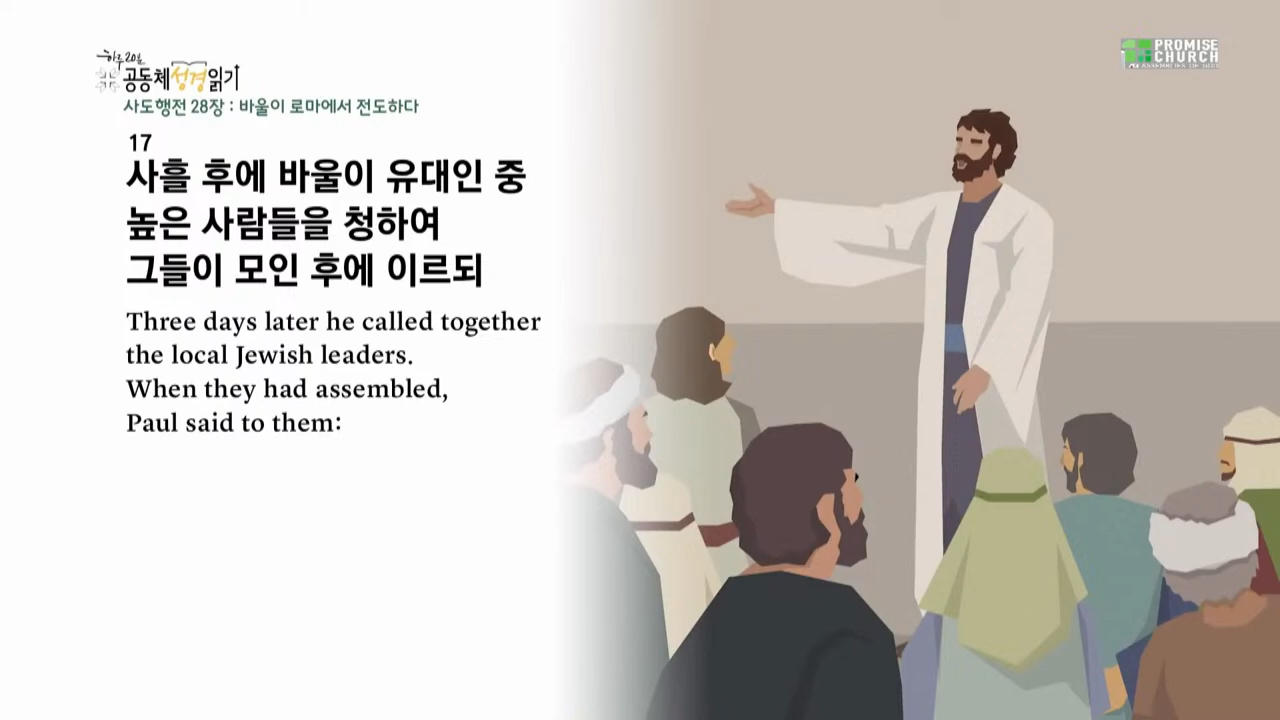 하루 20분
공동체성경읽기
PROMISE
CHURCH
ASSEMBLIES OF GOD
사도행전 28장 : 바울이 로마에서 전도하다
17
사흘 후에 바울이 유대인 중
높은 사람들을 청하여
그들이 모인 후에 이르되
Three days later he called together
the local Jewish leaders.
When they had assembled,
Paul said to them: